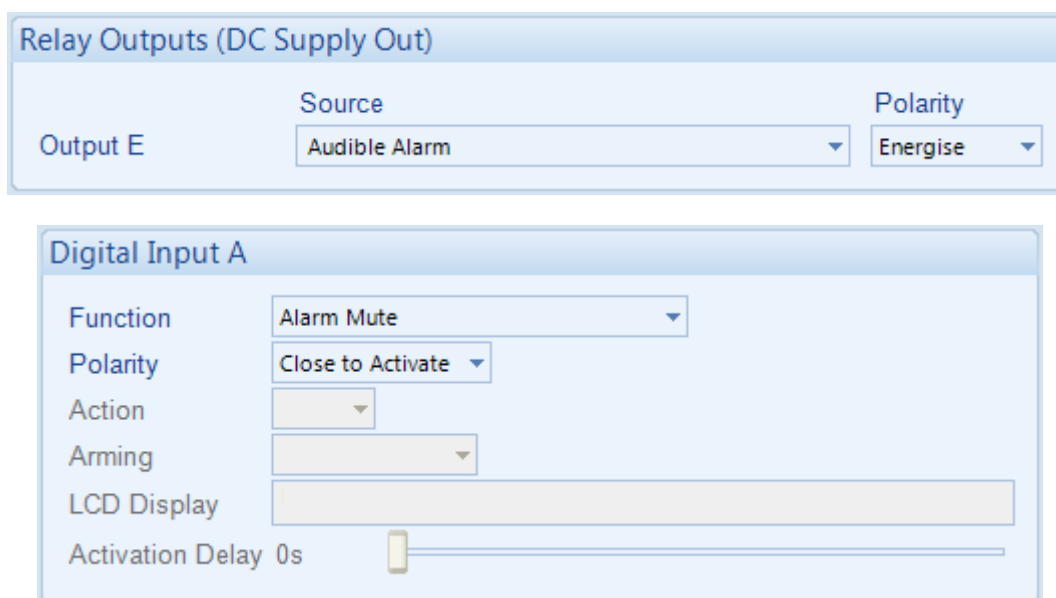 Relay Outputs (DC Supply Out)
Source Polarity
Output E Audible Alarm Energise
Digital Input A
Function Alarm Mute
Polarity Close to Activate
Action
Arming
LCD Display
Activation Delay 0s